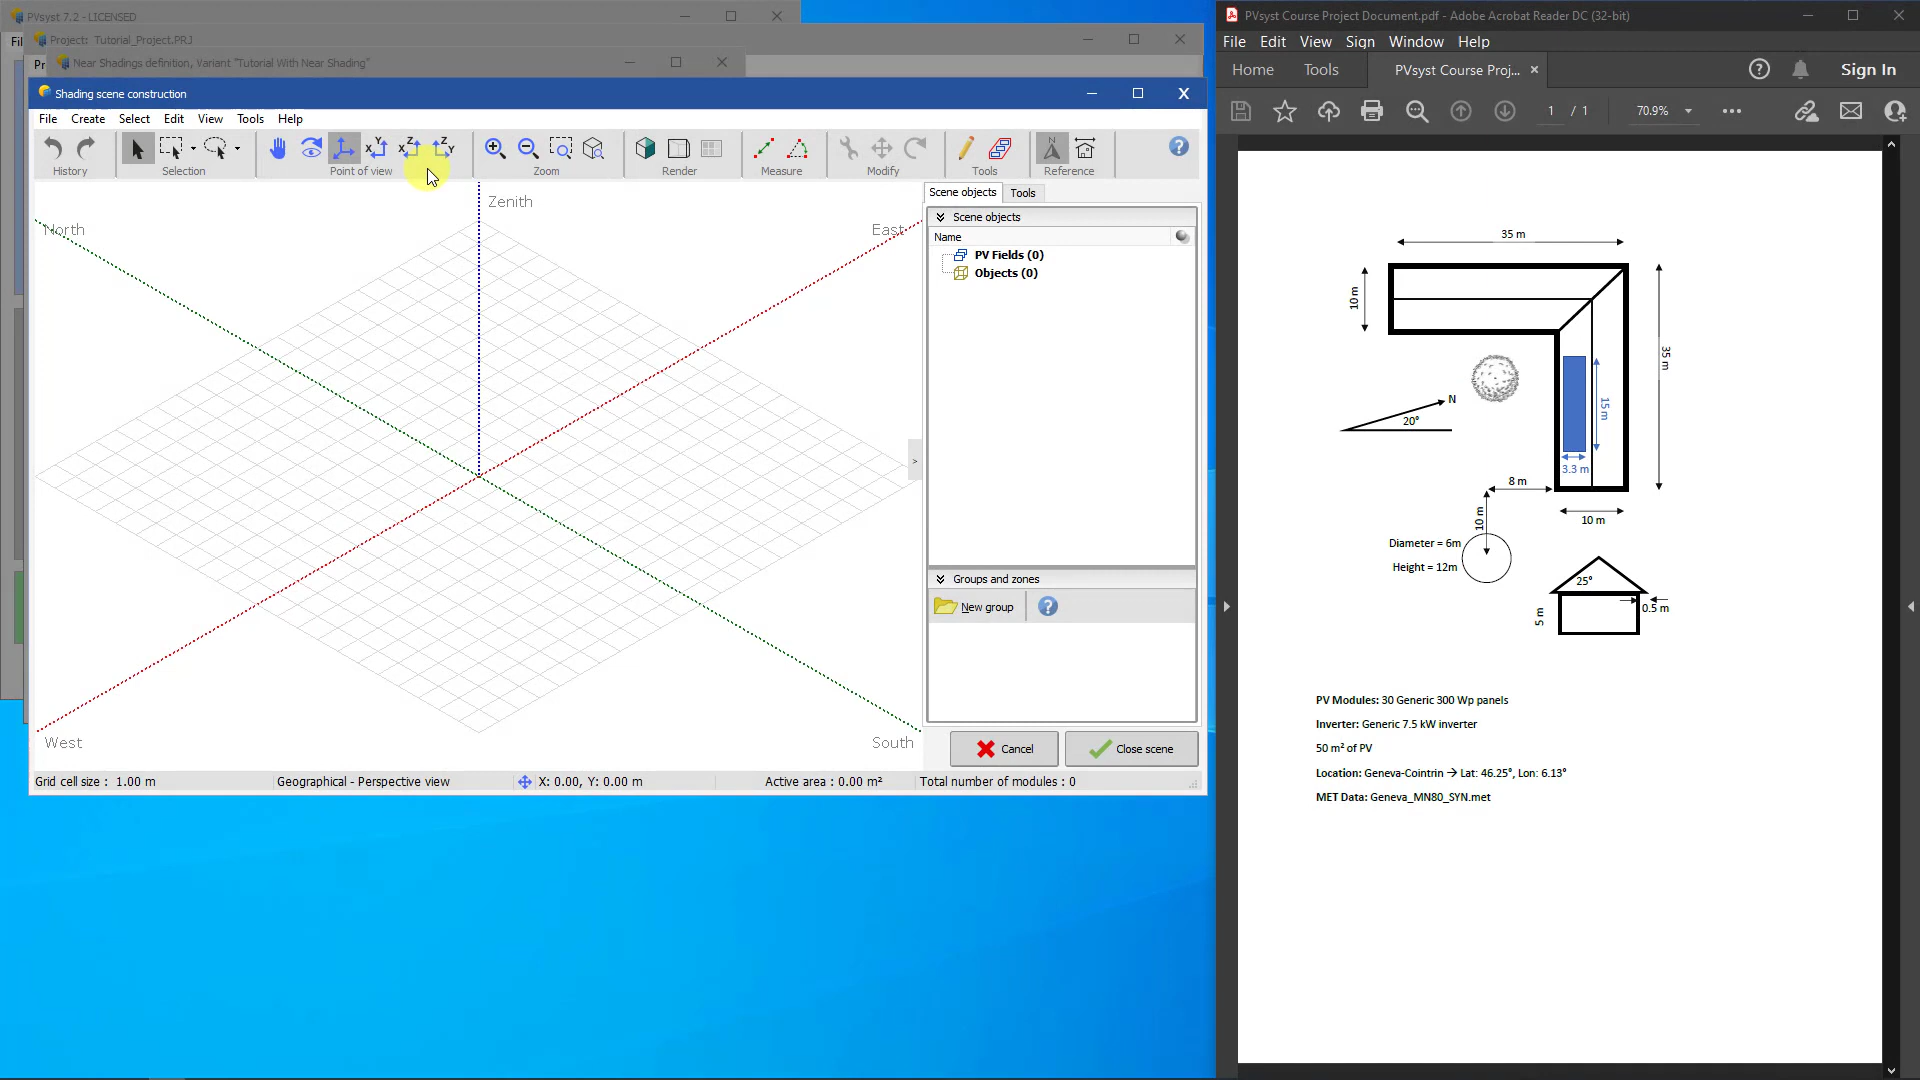 PVsyst 7.2 - LICENSED
Fil
Project: Tutorial_Project.PRJ
Pr
Near Shadings definition, Variant "Tutorial With Near Shading"
Shading scene construction
File Create Select Edit View Tools Help
History Selection Point of view Zoom Render Measure Modify Tools Reference
Zenith
North
East
West
South
Scene objects Tools
Scene objects
Name
PV Fields (0)
Objects (0)
Groups and zones
New group
Cancel
Close scene
Grid cell size : 1.00 m
Geographical - Perspective view
X: 0.00, Y: 0.00 m
Active area : 0.00 m²
Total number of modules : 0
PVsyst Course Project Document.pdf - Adobe Acrobat Reader DC (32-bit)
File Edit View Sign Window Help
Home Tools PVsyst Course Proj... Sign In
1 / 1
70.9%
35 m
10 m
35 m
N
20°
15 m
3.3 m
8 m
10 m
10 m
Diameter = 6m
Height = 12m
25°
0.5 m
5 m
PV Modules: 30 Generic 300 Wp panels
Inverter: Generic 7.5 kW inverter
50 m² of PV
Location: Geneva-Cointrin → Lat: 46.25°, Lon: 6.13°
MET Data: Geneva_MN80_SYN.met